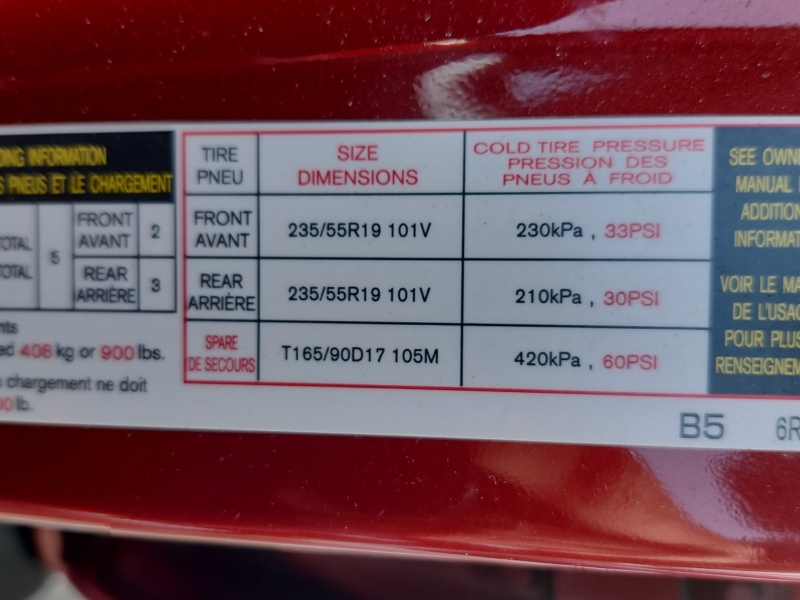 DING INFORMATION
S PNEUS ET LE CHARGEMENT
TOTAL
TOTAL
5
FRONT
AVANT
2
REAR
ARRIÈRE
3
nts
ed 408 kg or 900 lbs.
chargement ne doit
00 lb.
TIRE
PNEU
SIZE
DIMENSIONS
COLD TIRE PRESSURE
PRESSION DES
PNEUS À FROID
FRONT
AVANT
235/55R19 101V
230kPa , 33PSI
REAR
ARRIÈRE
235/55R19 101V
210kPa , 30PSI
SPARE
DE SECOURS
T165/90D17 105M
420kPa , 60PSI
SEE OWNE
MANUAL
ADDITION
INFORMAT
VOIR LE MA
DE L'USAG
POUR PLUS
RENSEIGNEM
B5
6R